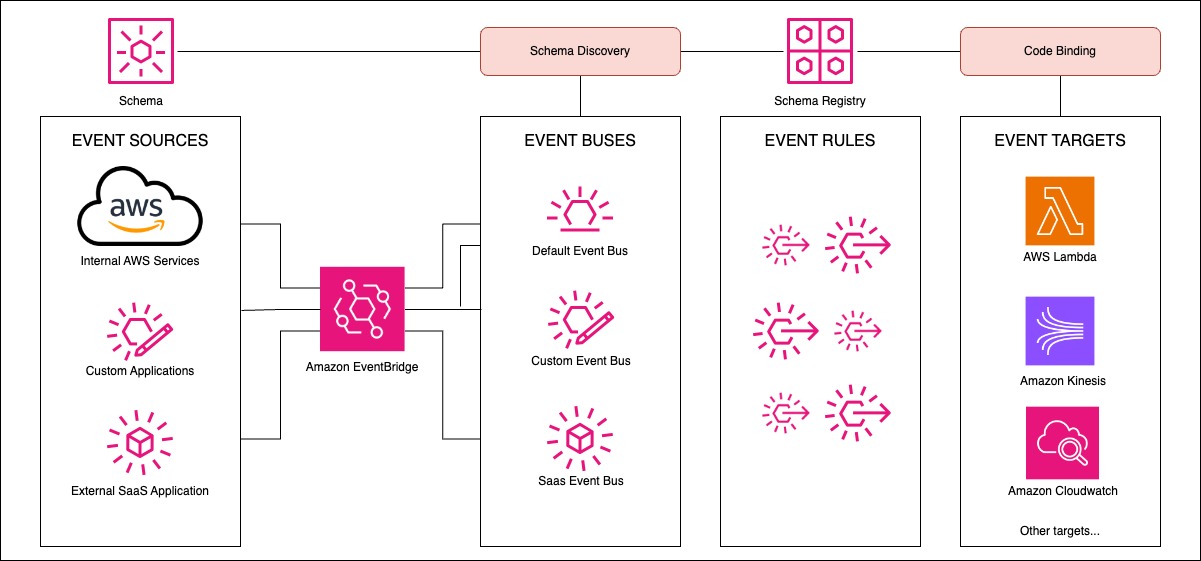 Schema
Schema Discovery
Schema Registry
Code Binding
EVENT SOURCES
aws
Internal AWS Services
Custom Applications
External SaaS Application
Amazon EventBridge
EVENT BUSES
Default Event Bus
Custom Event Bus
Saas Event Bus
EVENT RULES
EVENT TARGETS
AWS Lambda
Amazon Kinesis
Amazon Cloudwatch
Other targets...